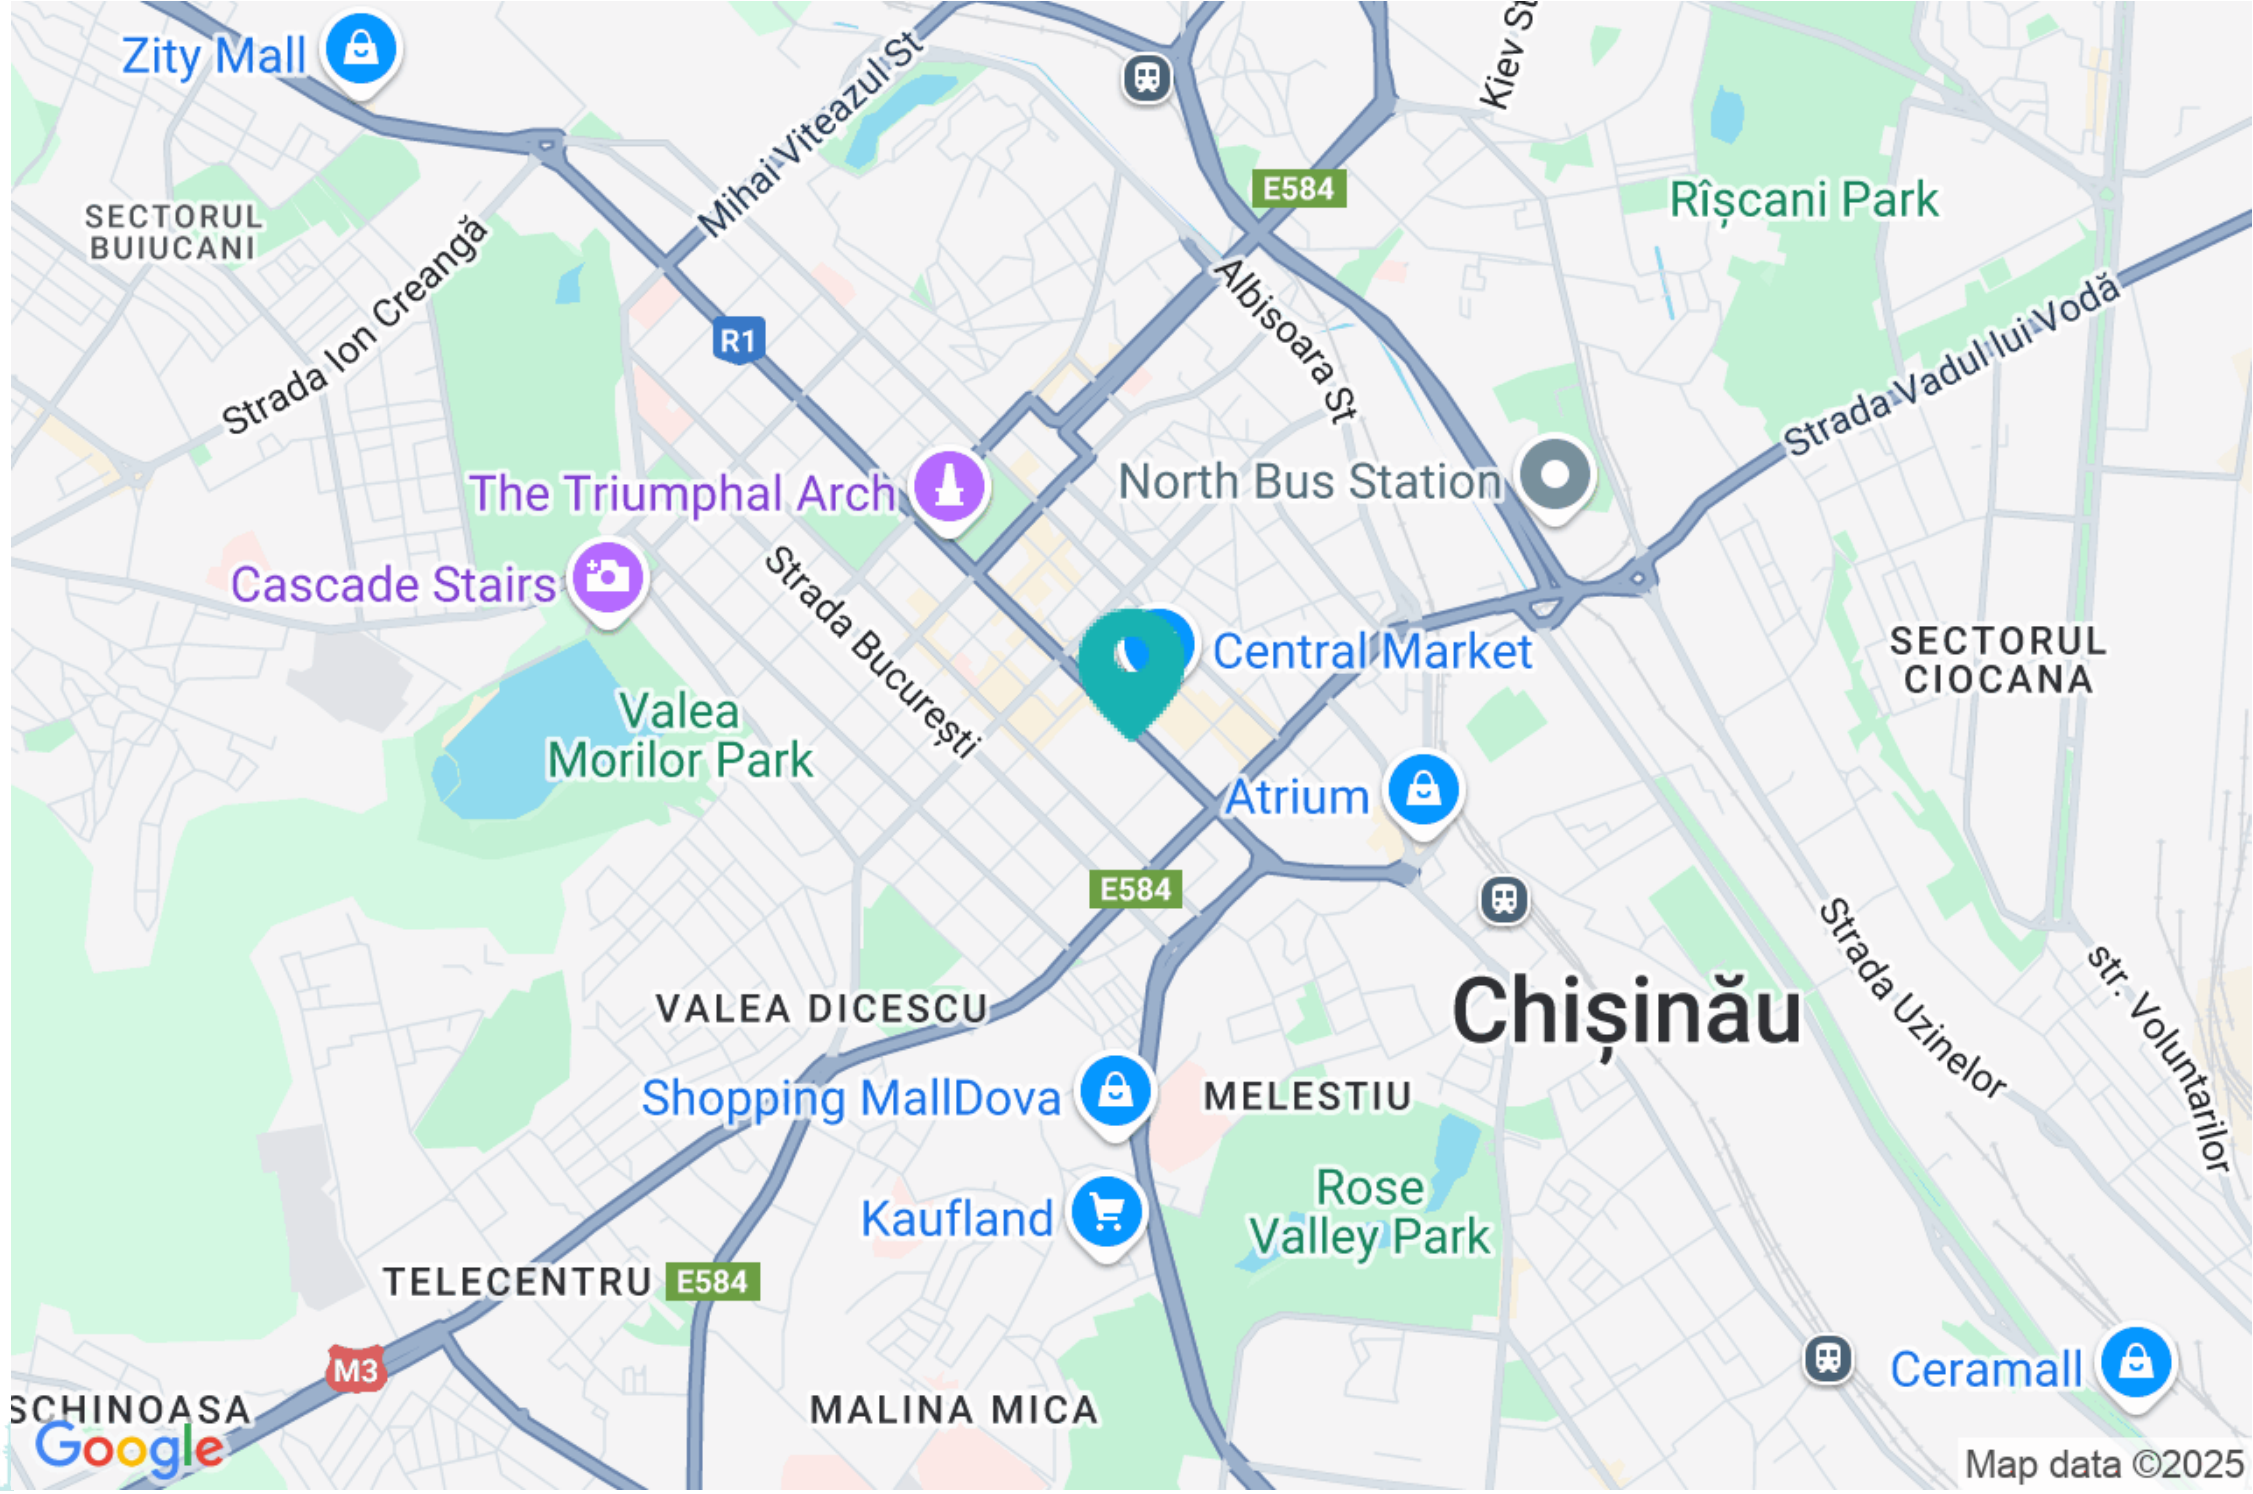 Zity Mall
Mihai Viteazul St
Kiev St
E584
SECTORUL
BUIUCANI
Rîșcani Park
Strada Ion Creangă
Albisoara St
Strada Vadul lui Vodă
R1
The Triumphal Arch
North Bus Station
Cascade Stairs
Strada București
Central Market
SECTORUL
CIOCANA
Valea
Morilor Park
Atrium
E584
Strada Uzinelor
str. Voluntarilor
VALEA DICESCU
Chișinău
Shopping MallDova
MELESTIU
Rose
Valley Park
Kaufland
TELECENTRU
E584
M3
Ceramall
SCHINOASA
MALINA MICA
Google
Map data ©2025